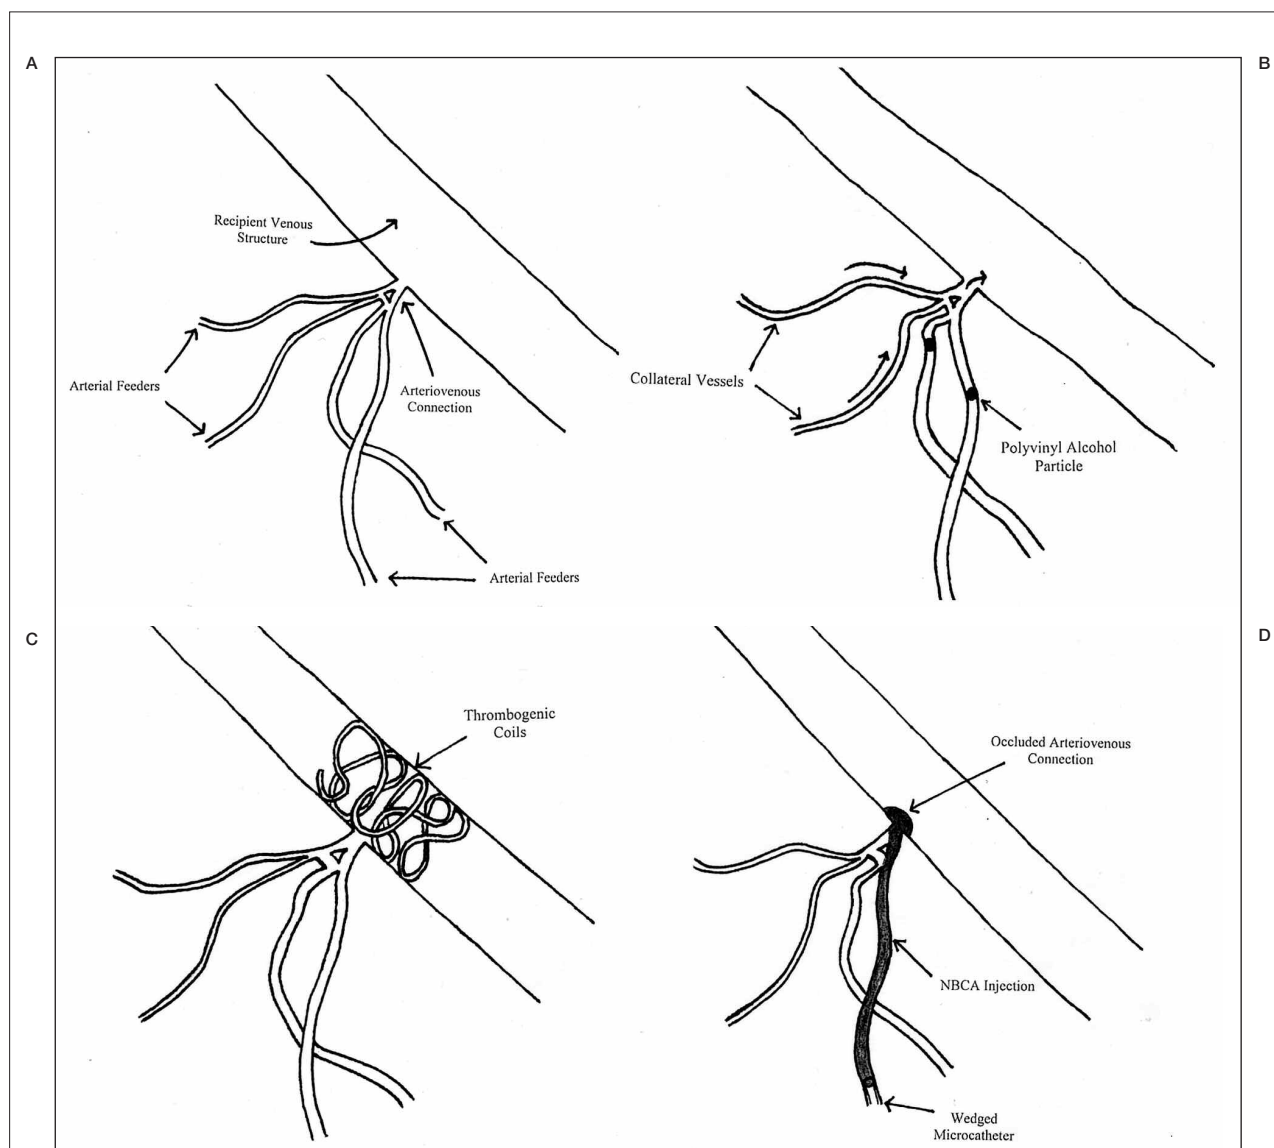 A
B
Recipient Venous
Structure
Arterial Feeders
Arteriovenous
Connection
Arterial Feeders
Collateral Vessels
Polyvinyl Alcohol
Particle
C
D
Thrombogenic
Coils
Occluded Arteriovenous
Connection
NBCA Injection
Wedged
Microcatheter